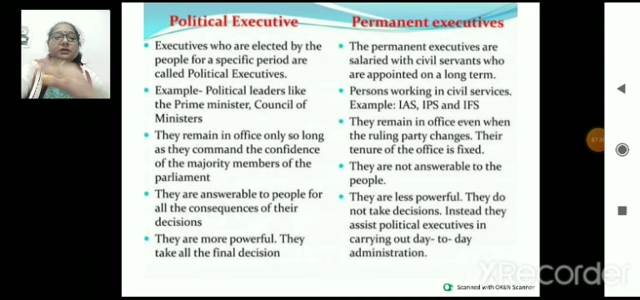 Political Executive
Executives who are elected by the
people for a specific period are
called Political Executives.
Example- Political leaders like
the Prime minister, Council of
Ministers
They remain in office only so long
as they command the confidence
of the majority members of the
parliament
They are answerable to people for
all the consequences of their
decisions
They are more powerful. They
take all the final decision
Permanent executives
The permanent executives are
salaried with civil servants who
are appointed on a long term.
Persons working in civil services.
Example: IAS, IPS and IFS
They remain in office even when
the ruling party changes. Their
tenure of the office is fixed.
They are not answerable to the
people.
They are less powerful. They do
not take decisions. Instead they
assist political executives in
carrying out day- to- day
administration.
XRecorder
Scanned with OKEN Scanner